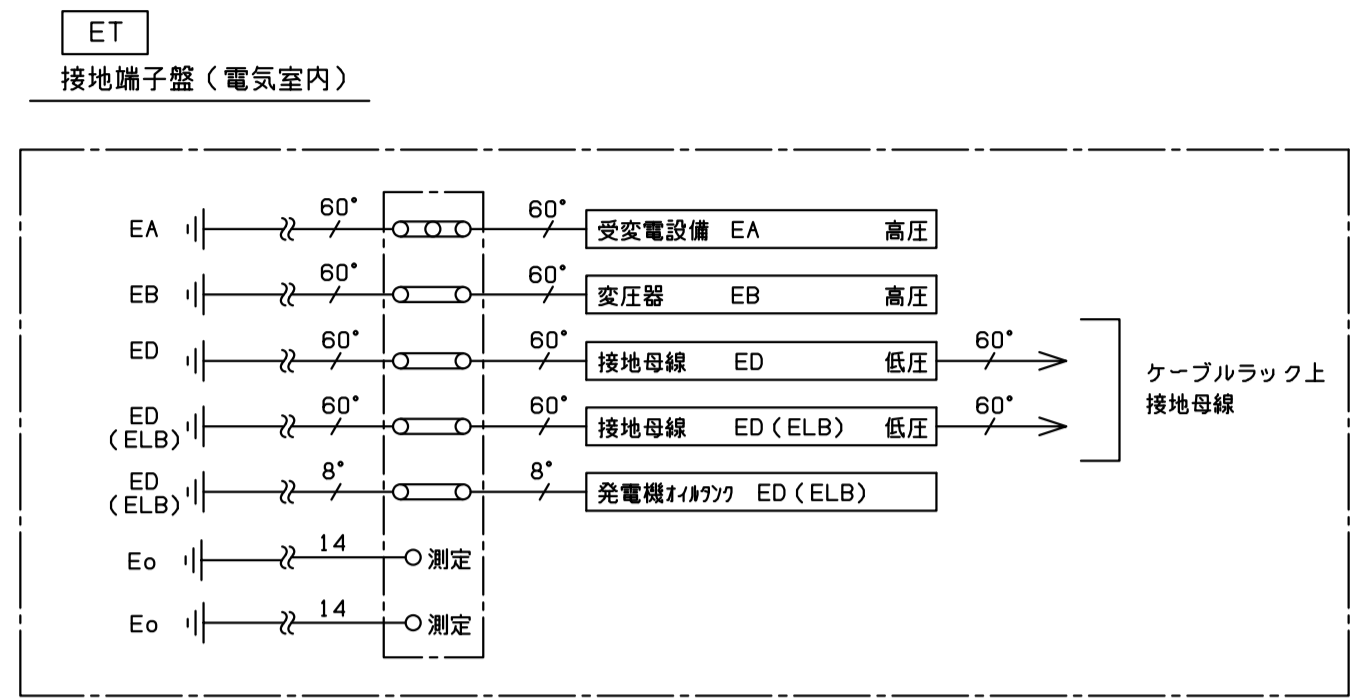 ET
接地端子盤（電気室内）
EA 60° 60° 受変電設備 EA 高圧
EB 60° 60° 変圧器 EB 高圧
ED 60° 60° 接地母線 ED 低圧 60°
ED
(ELB) 60° 60° 接地母線 ED（ELB） 低圧 60°
ケーブルラック上
接地母線
ED
(ELB) 8° 8° 発電機ｵｲﾙﾀﾝｸ ED（ELB）
Eo 14 測定
Eo 14 測定